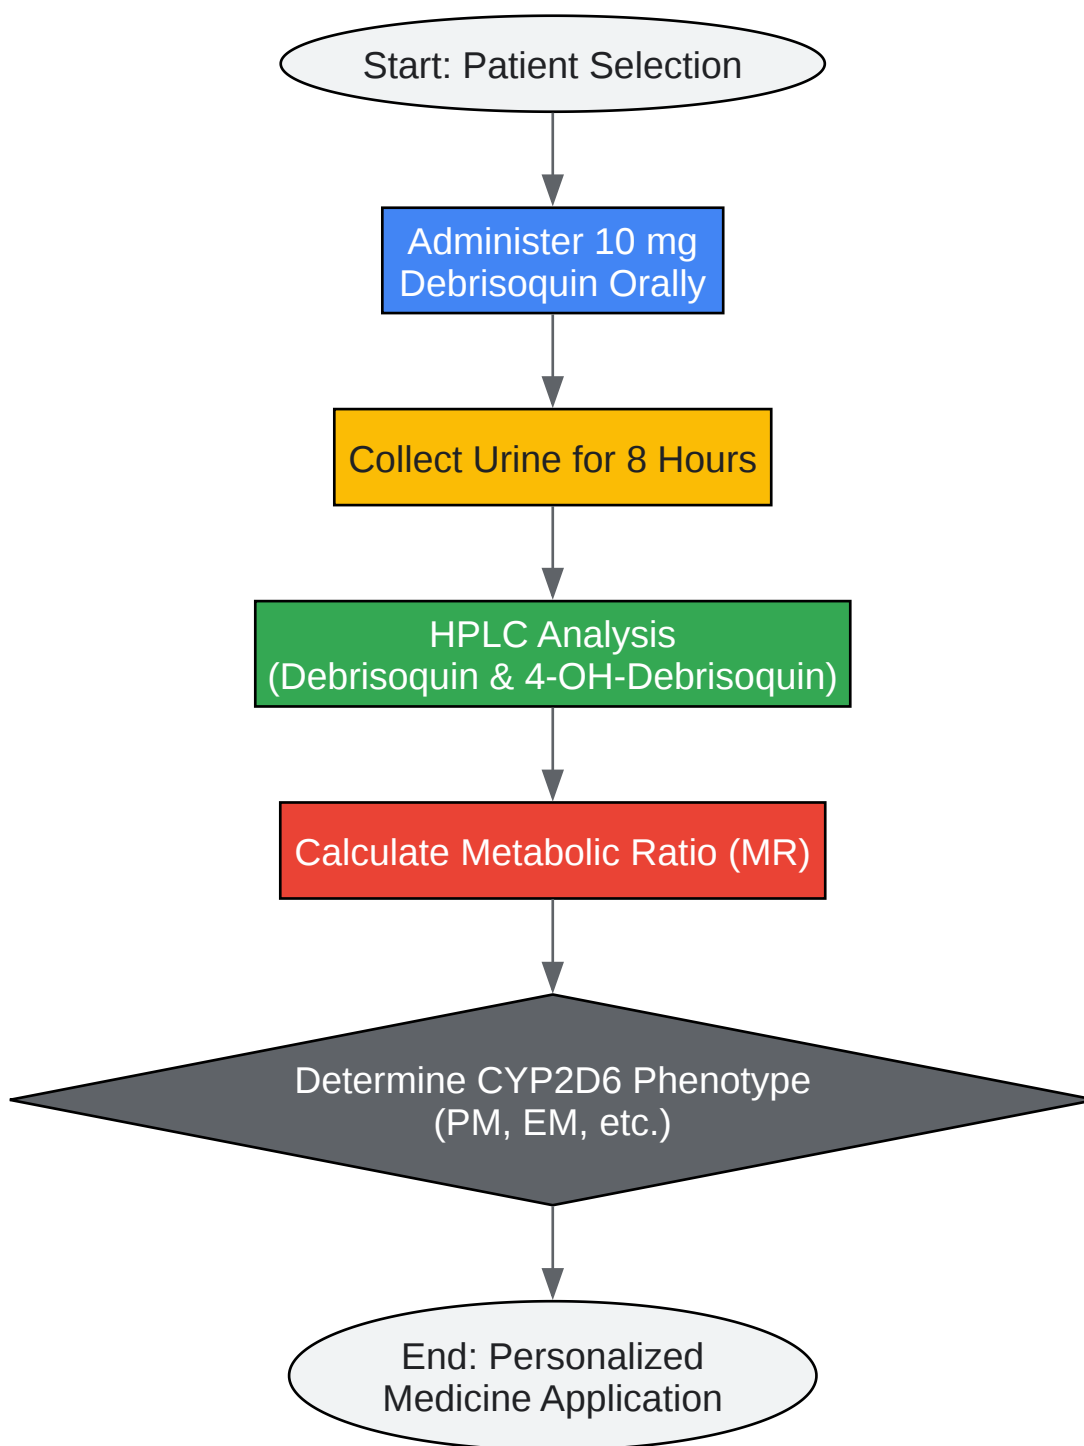 Start: Patient Selection
Administer 10 mg
Debrisoquin Orally
Collect Urine for 8 Hours
HPLC Analysis
(Debrisoquin & 4-OH-Debrisoquin)
Calculate Metabolic Ratio (MR)
Determine CYP2D6 Phenotype
(PM, EM, etc.)
End: Personalized
Medicine Application